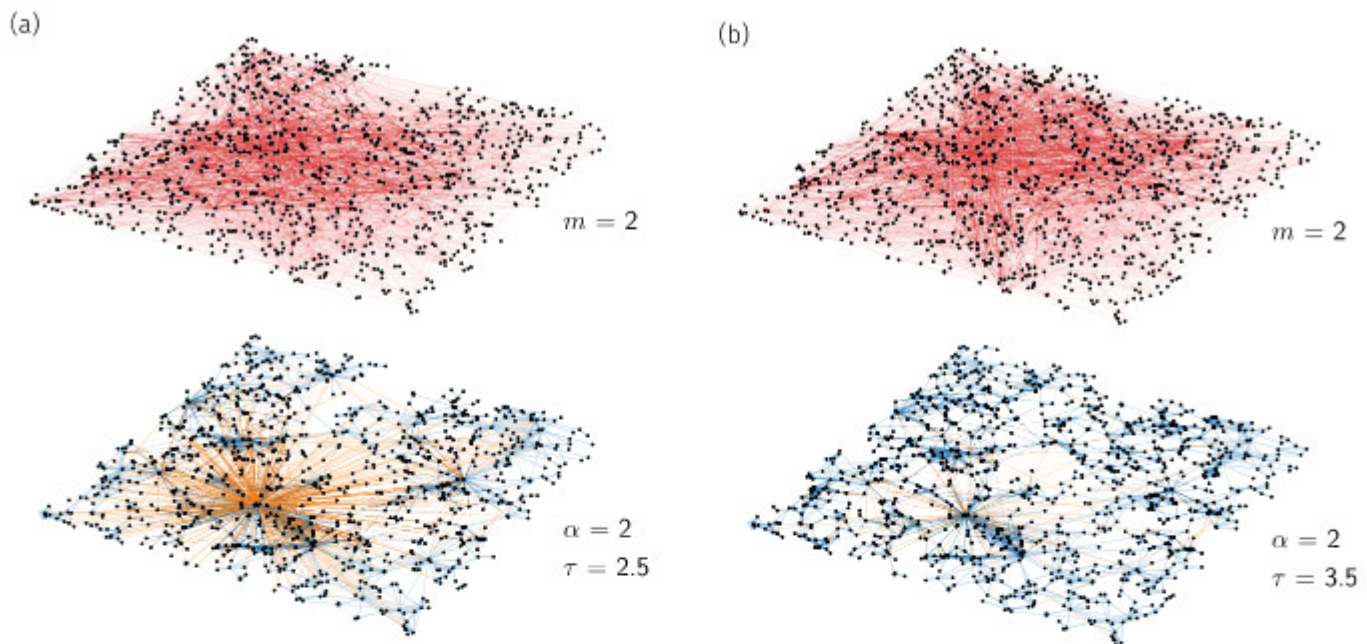 (a)
(b)
m = 2
m = 2
α = 2
τ = 2.5
α = 2
τ = 3.5